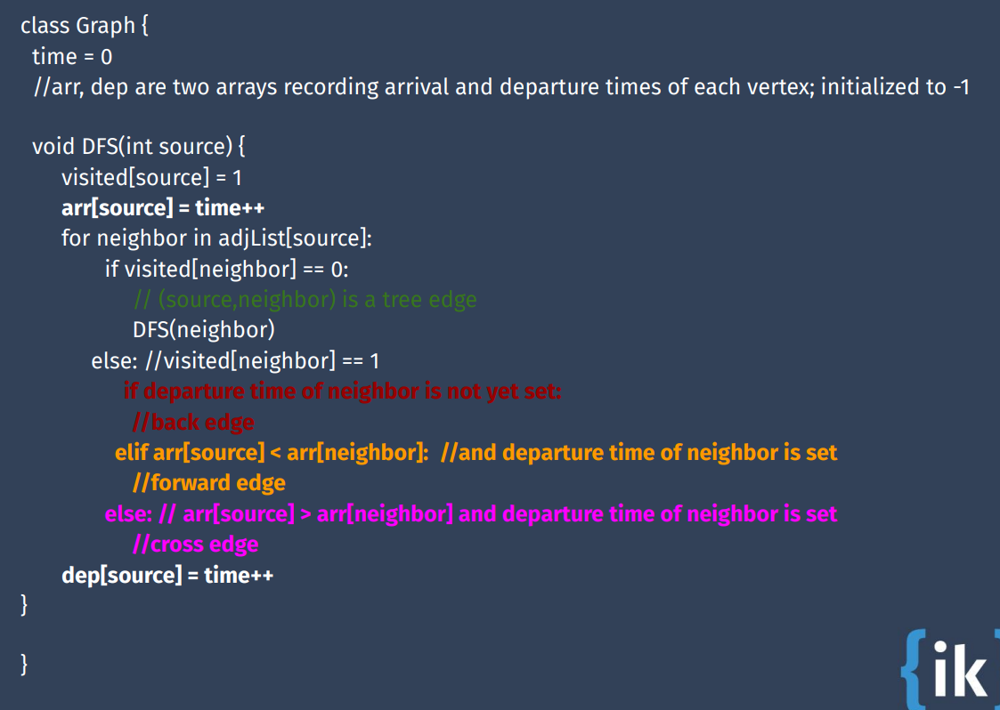 class Graph {
time = 0
//arr, dep are two arrays recording arrival and departure times of each vertex; initialized to -1
void DFS(int source) {
visited[source] = 1
arr[source] = time++
for neighbor in adjList[source]:
if visited[neighbor] == 0:
// (source,neighbor) is a tree edge
DFS(neighbor)
else: //visited[neighbor] == 1
if departure time of neighbor is not yet set:
//back edge
elif arr[source] < arr[neighbor]: //and departure time of neighbor is set
//forward edge
else: // arr[source] > arr[neighbor] and departure time of neighbor is set
//cross edge
dep[source] = time++
}
}
{ik}